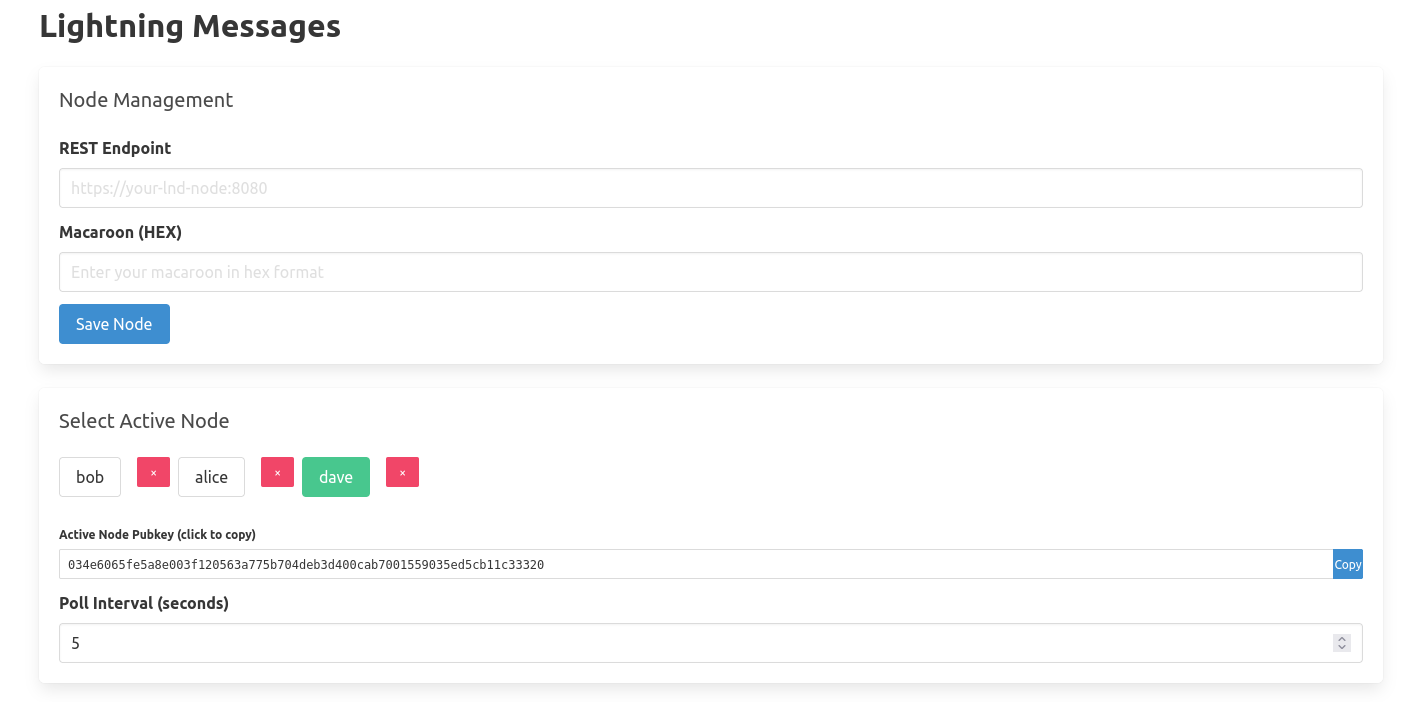 Lightning Messages
Node Management
REST Endpoint
https://your-lnd-node:8080
Macaroon (HEX)
Enter your macaroon in hex format
Save Node
Select Active Node
bob × alice × dave ×
Active Node Pubkey (click to copy)
034e6065fe5a8e003f120563a775b704deb3d400cab7001559035ed5cb11c33320 Copy
Poll Interval (seconds)
5